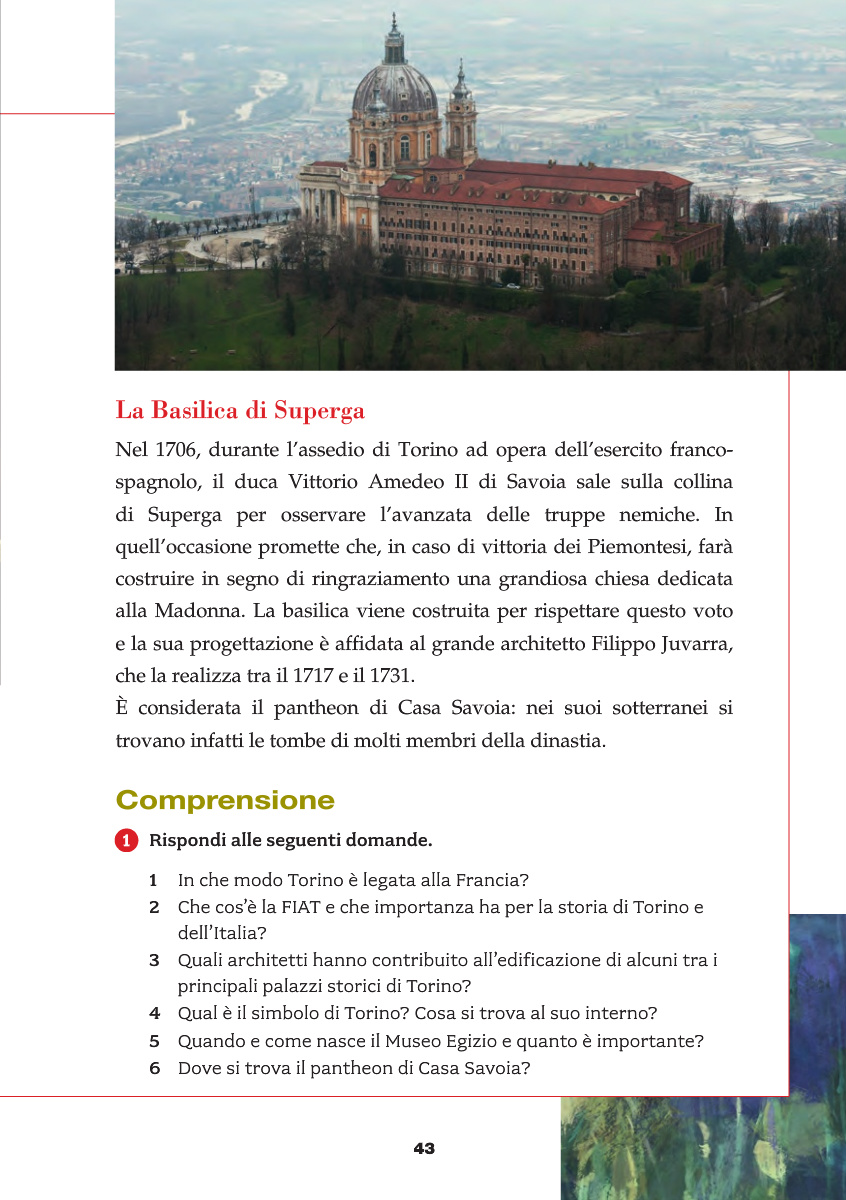 La Basilica di Superga
Nel 1706, durante l'assedio di Torino ad opera dell'esercito franco-
spagnolo, il duca Vittorio Amedeo II di Savoia sale sulla collina
di Superga per osservare l'avanzata delle truppe nemiche. In
quell'occasione promette che, in caso di vittoria dei Piemontesi, farà
costruire in segno di ringraziamento una grandiosa chiesa dedicata
alla Madonna. La basilica viene costruita per rispettare questo voto
e la sua progettazione è affidata al grande architetto Filippo Juvarra,
che la realizza tra il 1717 e il 1731.
È considerata il pantheon di Casa Savoia: nei suoi sotterranei si
trovano infatti le tombe di molti membri della dinastia.
Comprensione
1 Rispondi alle seguenti domande.
1 In che modo Torino è legata alla Francia?
2 Che cos'è la FIAT e che importanza ha per la storia di Torino e
dell'Italia?
3 Quali architetti hanno contribuito all'edificazione di alcuni tra i
principali palazzi storici di Torino?
4 Qual è il simbolo di Torino? Cosa si trova al suo interno?
5 Quando e come nasce il Museo Egizio e quanto è importante?
6 Dove si trova il pantheon di Casa Savoia?
43